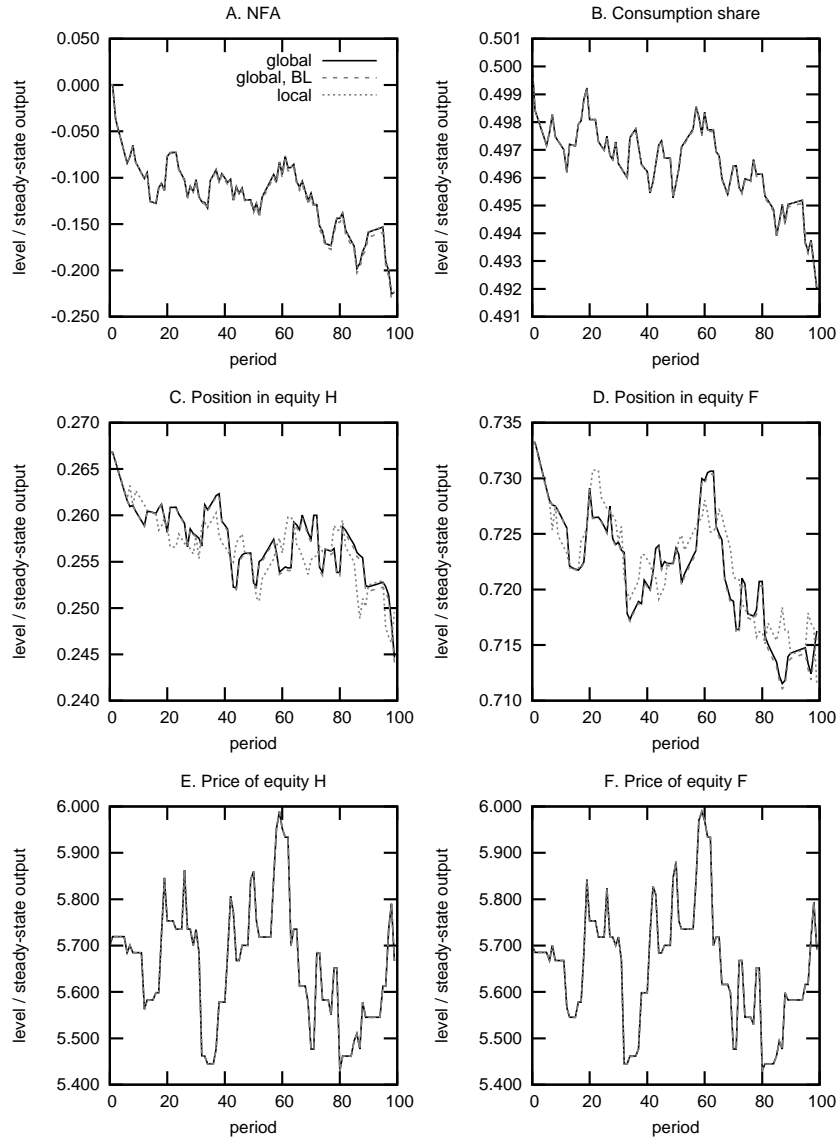 A. NFA
level / steady-state output
0.050
0.000
-0.050
-0.100
-0.150
-0.200
-0.250
global
global, BL
local
0 20 40 60 80 100
period
B. Consumption share
level / steady-state output
0.501
0.500
0.499
0.498
0.497
0.496
0.495
0.494
0.493
0.492
0.491
0 20 40 60 80 100
period
C. Position in equity H
level / steady-state output
0.270
0.265
0.260
0.255
0.250
0.245
0.240
0 20 40 60 80 100
period
D. Position in equity F
level / steady-state output
0.735
0.730
0.725
0.720
0.715
0.710
0 20 40 60 80 100
period
E. Price of equity H
level / steady-state output
6.000
5.900
5.800
5.700
5.600
5.500
5.400
0 20 40 60 80 100
period
F. Price of equity F
level / steady-state output
6.000
5.900
5.800
5.700
5.600
5.500
5.400
0 20 40 60 80 100
period